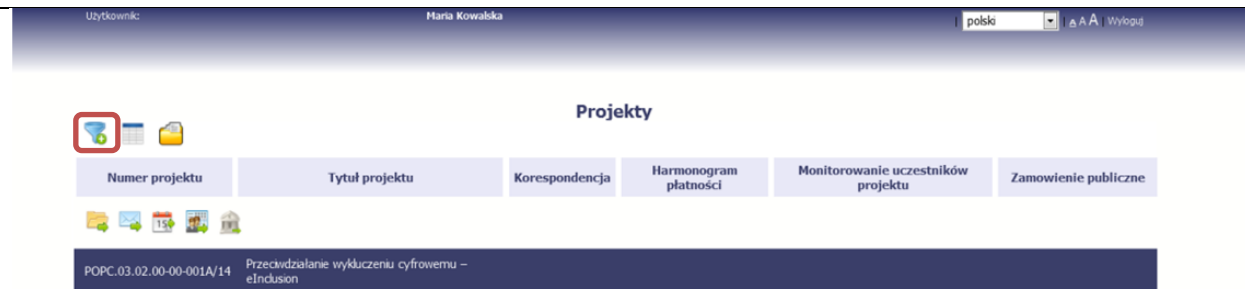 Użytkownik: Maria Kowalska | polski | A A A | Wyloguj
Projekty
Numer projektu Tytuł projektu Korespondencja Harmonogram płatności Monitorowanie uczestników projektu Zamowienie publiczne
15
POPC.03.02.00-00-001A/14 Przeciwdziałanie wykluczeniu cyfrowemu –
eInclusion